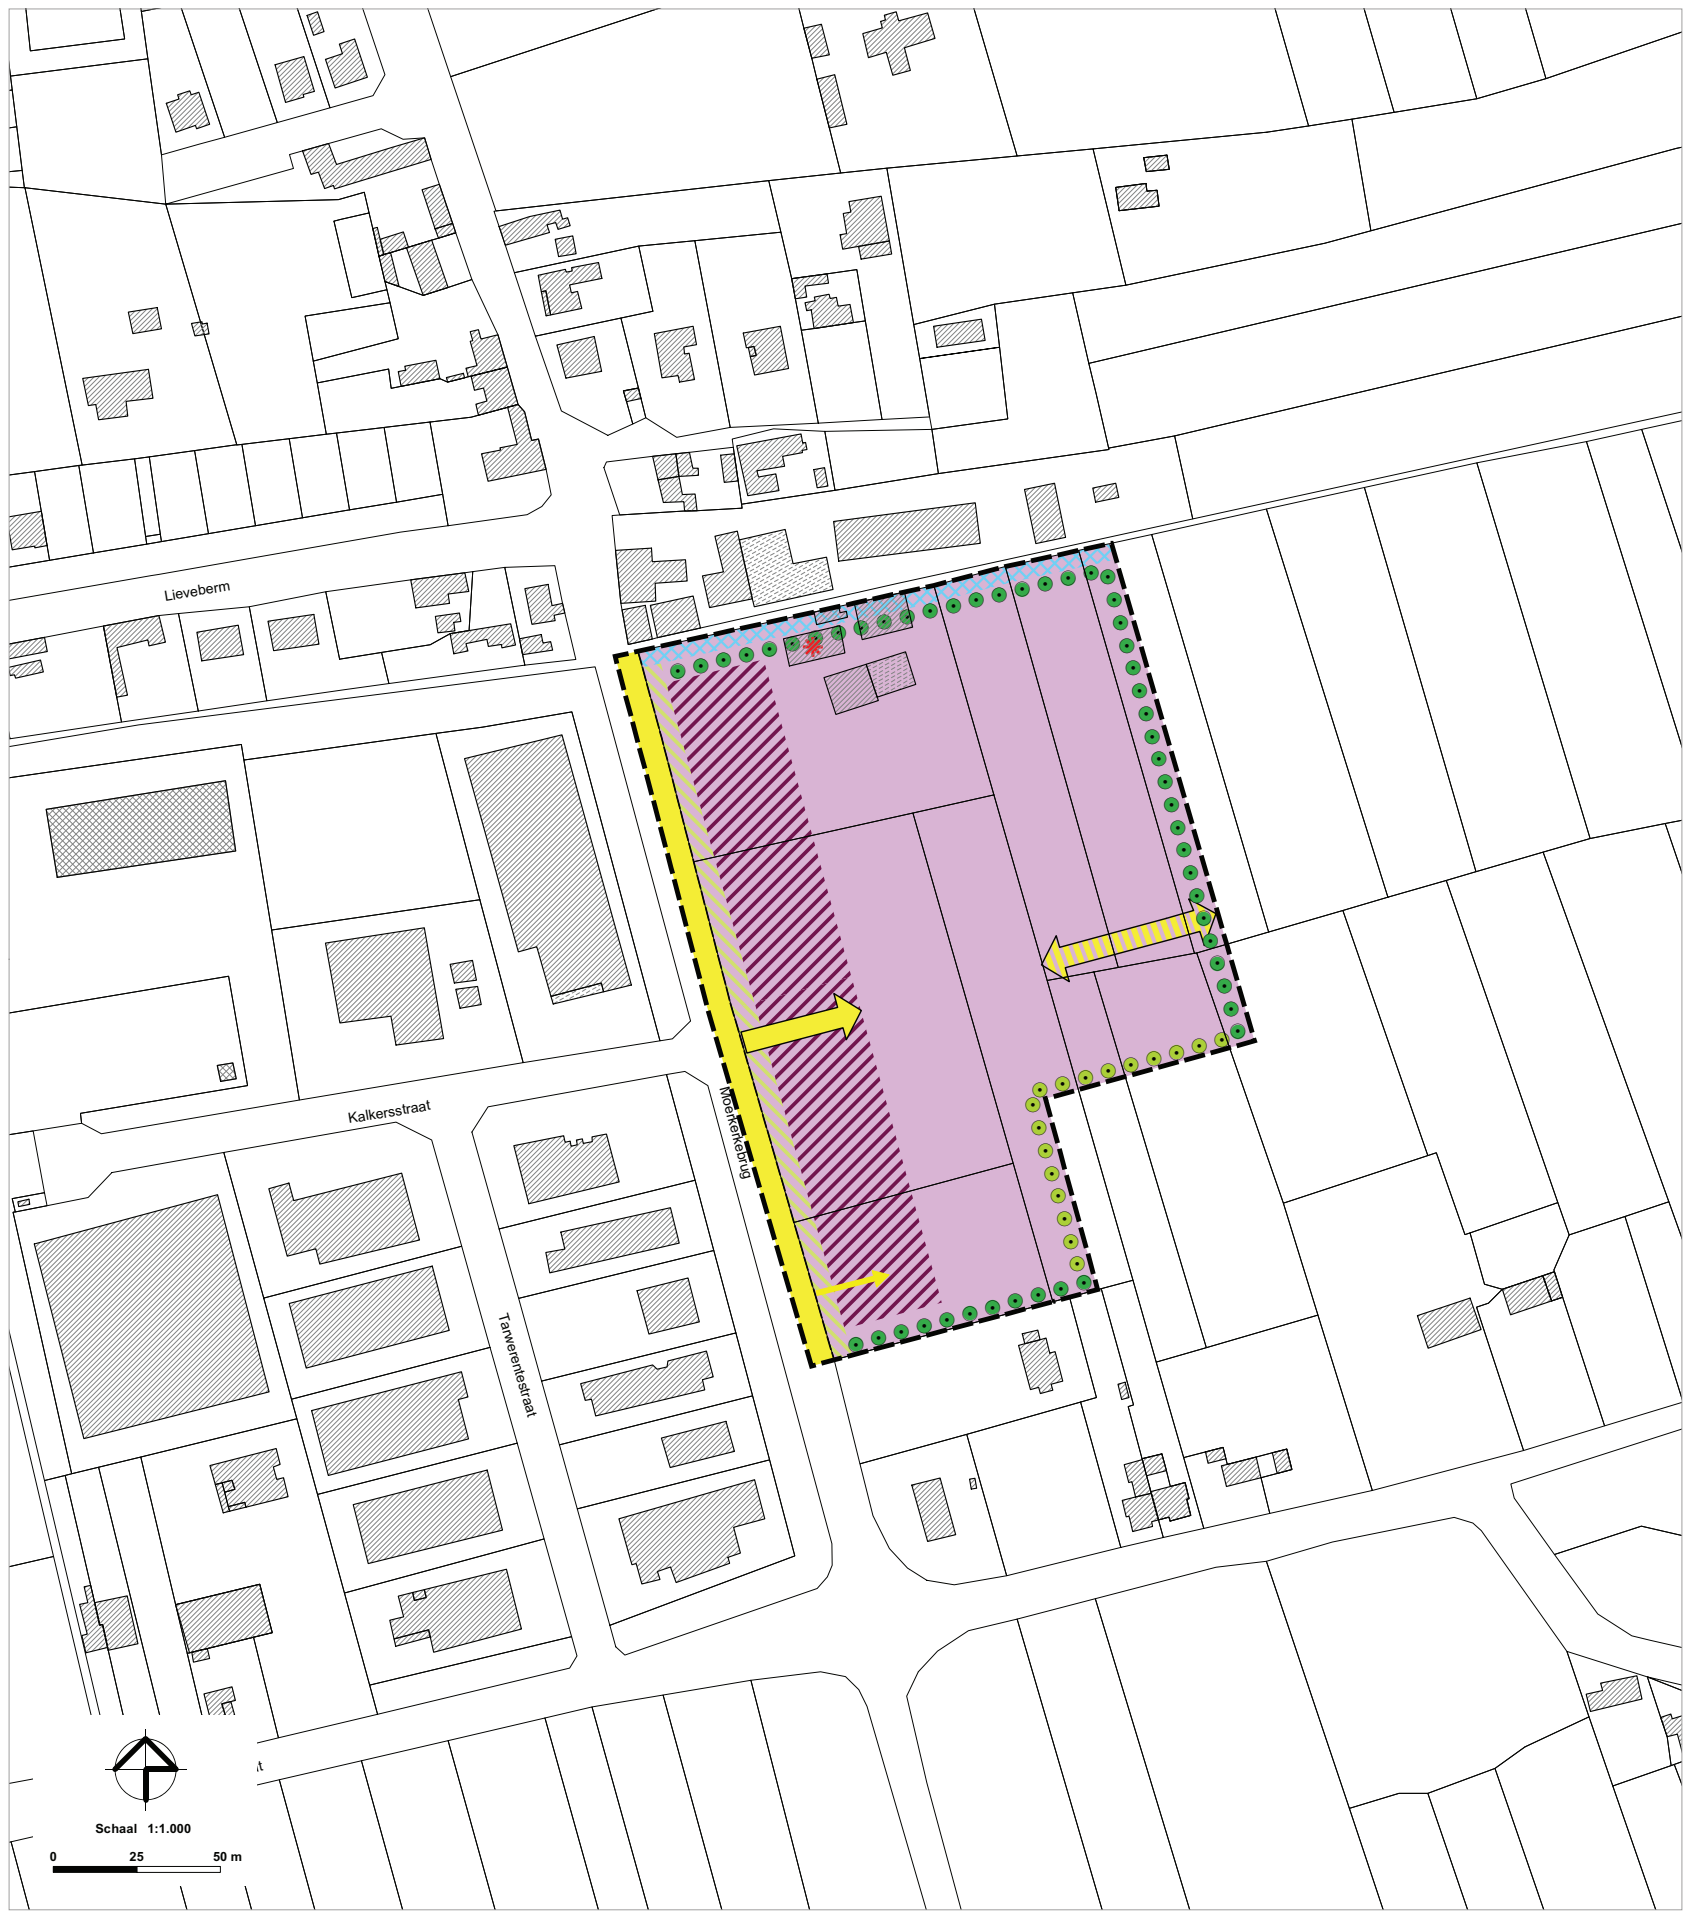 Lieveberm
Kalkersstraat
Moerkerkebrug
Tarwerentestraat
Schaal 1:1.000
0 25 50 m